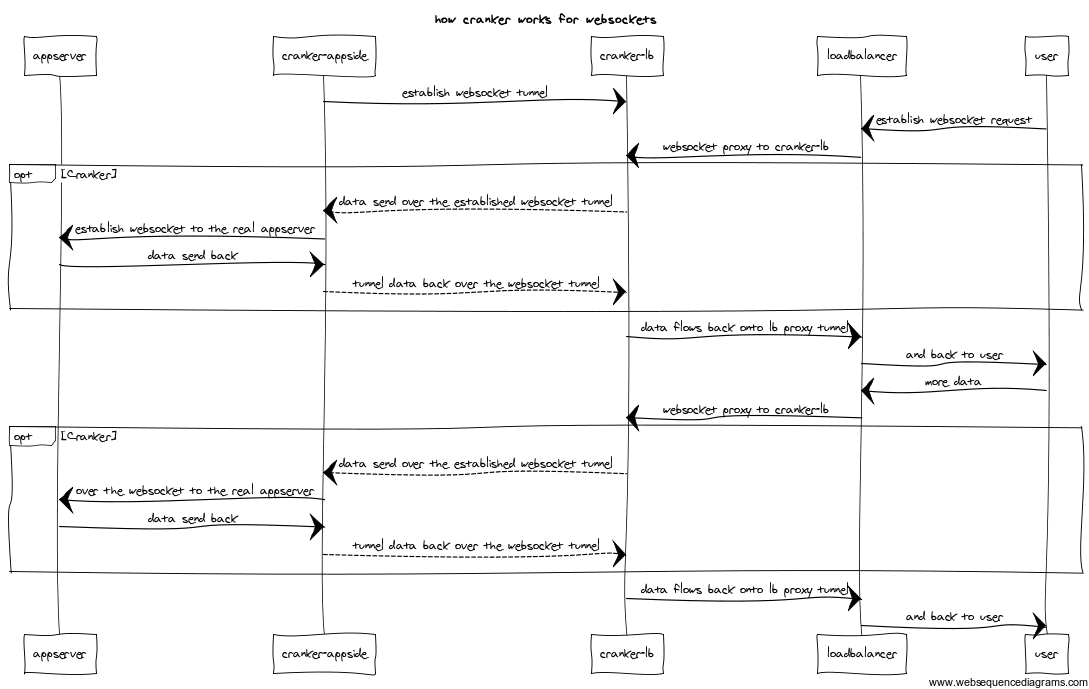 how cranker works for websockets
appserver
cranker-appside
cranker-lb
loadbalancer
user
establish websocket tunnel
establish websocket request
websocket proxy to cranker-lb
opt
[Cranker]
data send over the established websocket tunnel
establish websocket to the real appserver
data send back
tunnel data back over the websocket tunnel
data flows back onto lb proxy tunnel
and back to user
more data
websocket proxy to cranker-lb
opt
[Cranker]
data send over the established websocket tunnel
over the websocket to the real appserver
data send back
tunnel data back over the websocket tunnel
data flows back onto lb proxy tunnel
and back to user
appserver
cranker-appside
cranker-lb
loadbalancer
user
www.websequencediagrams.com